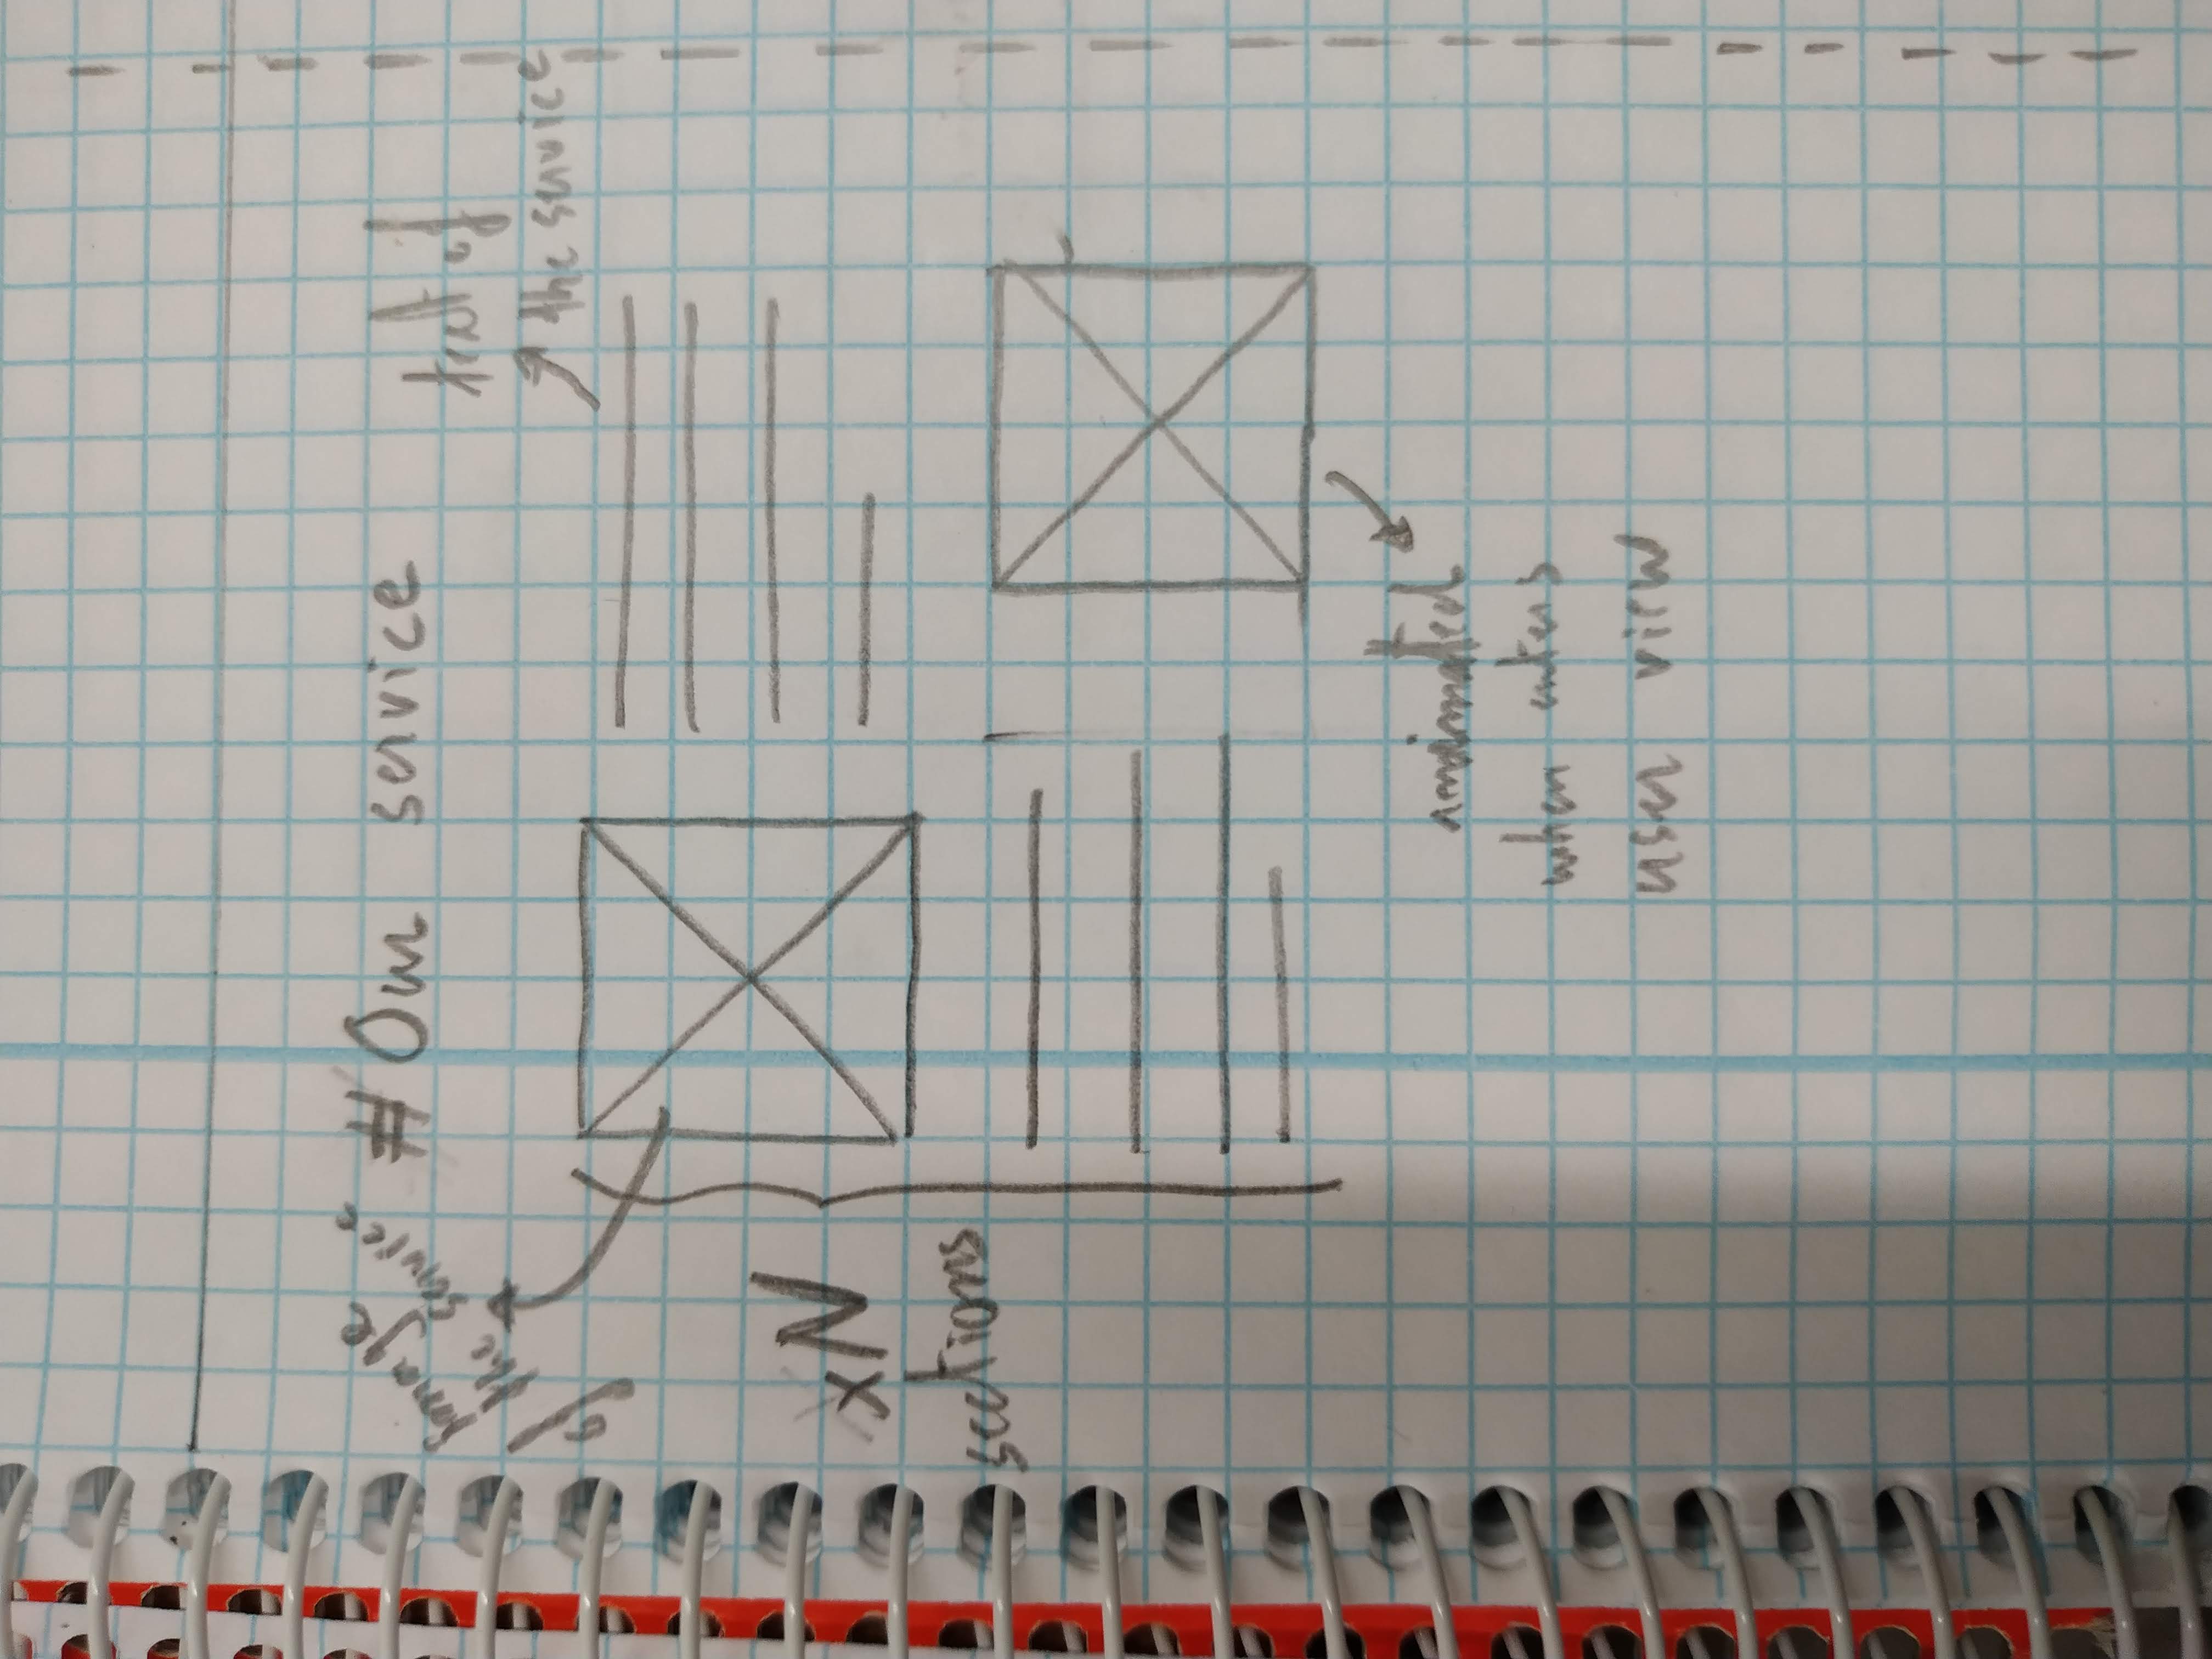 # Our service
text of
the service
Image
of the service
xN
sections
animated
when enters
user view